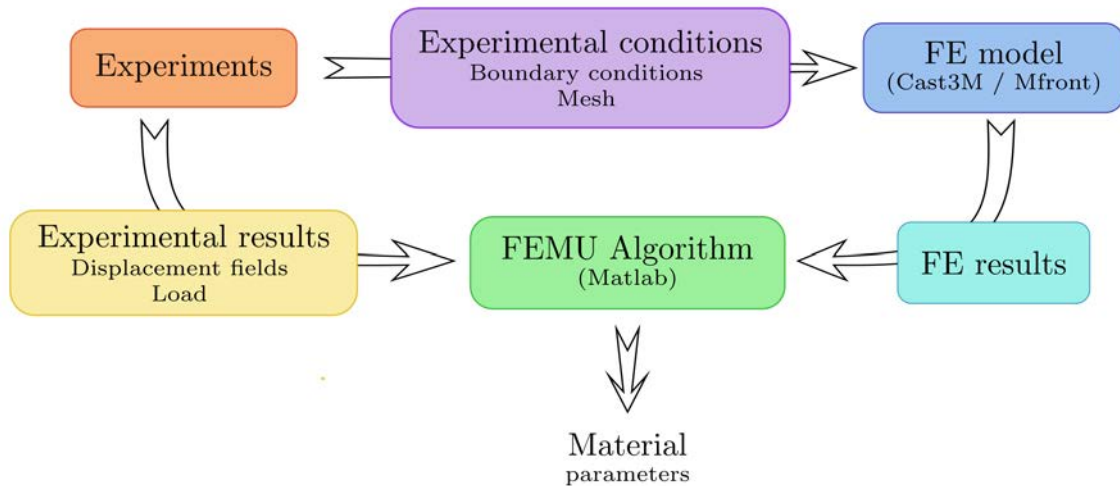 Experiments
Experimental conditions
Boundary conditions
Mesh
FE model
(Cast3M / Mfront)
Experimental results
Displacement fields
Load
FEMU Algorithm
(Matlab)
FE results
Material
parameters